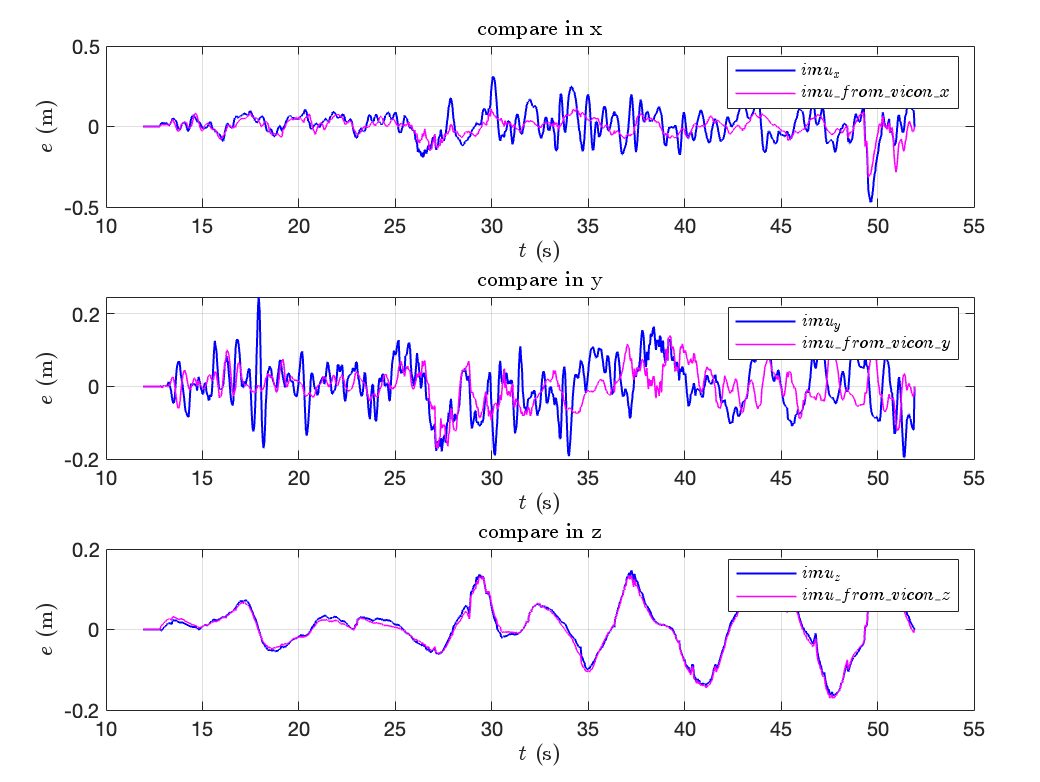 compare in x
0.5
0
-0.5
e (m)
imu_x
imu_from_vicon_x
10 15 20 25 30 35 40 45 50 55
t (s)
compare in y
0.2
0
-0.2
e (m)
imu_y
imu_from_vicon_y
10 15 20 25 30 35 40 45 50 55
t (s)
compare in z
0.2
0
-0.2
e (m)
imu_z
imu_from_vicon_z
10 15 20 25 30 35 40 45 50 55
t (s)